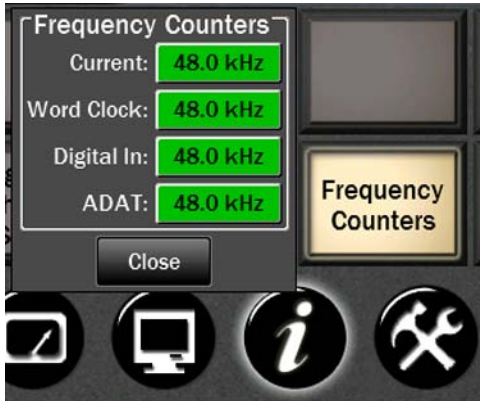 Frequency Counters
Current: 48.0 kHz
Word Clock: 48.0 kHz
Digital In: 48.0 kHz
ADAT: 48.0 kHz
Close
Frequency
Counters